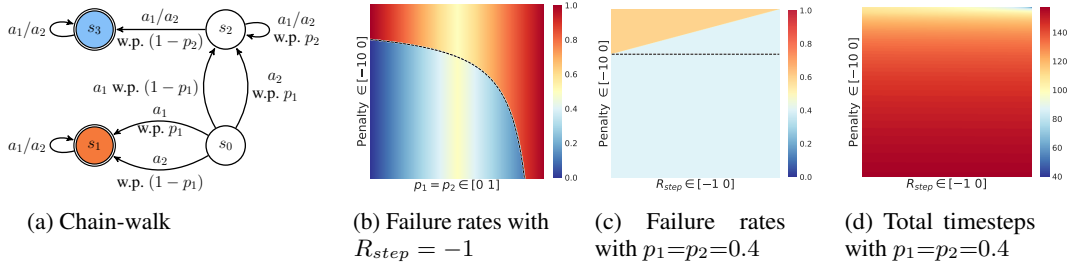 a₁/a₂
s₃
a₁/a₂
w.p. (1 − p₂)
s₂
a₁/a₂
w.p. p₂
a₁ w.p. (1 − p₁)
a₂
w.p. p₁
a₁/a₂
s₁
a₁
w.p. p₁
a₂
w.p. (1 − p₁)
s₀
(a) Chain-walk
Penalty ∈ [-10 0]
p₁ = p₂ ∈ [0 1]
1.0
0.8
0.6
0.4
0.2
0.0
(b) Failure rates with
R_step = −1
Penalty ∈ [-10 0]
R_step ∈ [−1 0]
1.0
0.8
0.6
0.4
0.2
0.0
(c) Failure rates
with p₁=p₂=0.4
Penalty ∈ [-10 0]
R_step ∈ [−1 0]
140
120
100
80
60
40
(d) Total timesteps
with p₁=p₂=0.4